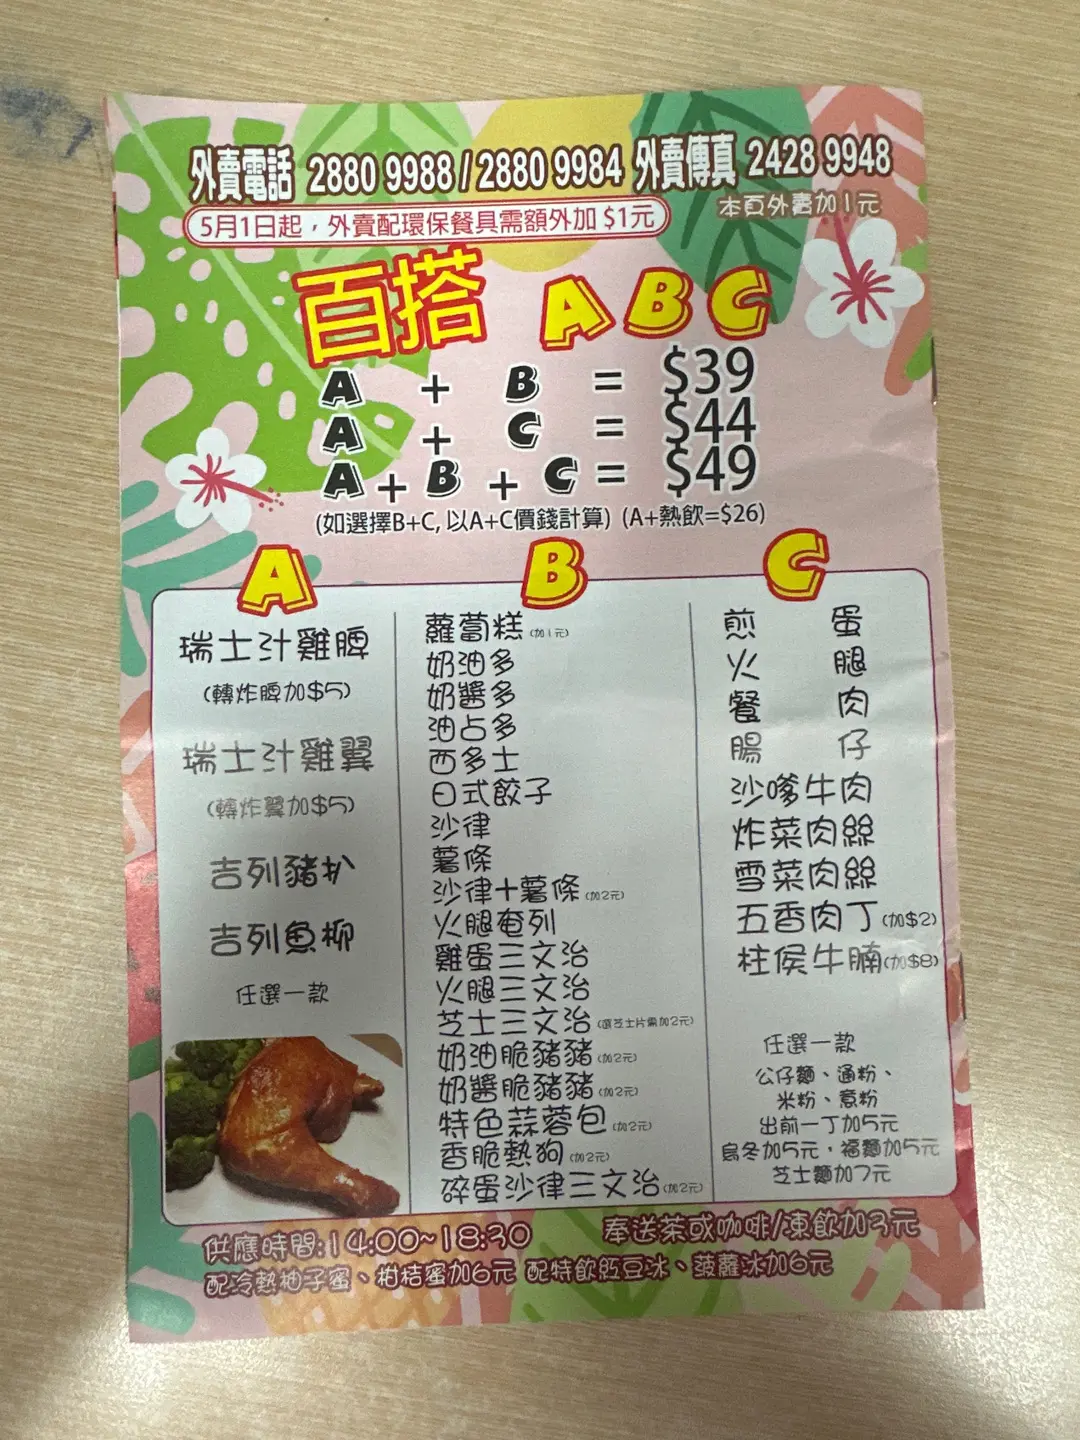 外賣電話 2880 9988 / 2880 9984 外賣傳真 2428 9948
5月1日起，外賣配環保餐具需額外加 $1元
本頁外賣加1元
百搭 ABC
A + B = $39
A + C = $44
A + B + C = $49
(如選擇B+C, 以A+C價錢計算) (A+熱飲=$26)
A
瑞士汁雞脾
(轉炸脾加$5)
瑞士汁雞翼
(轉炸翼加$5)
吉列豬扒
吉列魚柳
任選一款
B
蘿蔔糕(加1元)
奶油多
奶醬多
油占多
西多士
日式餃子
沙律
薯條
沙律+薯條(加2元)
火腿奄列
雞蛋三文治
火腿三文治
芝士三文治(選芝士片需加2元)
奶油脆豬豬(加2元)
奶醬脆豬豬(加2元)
特色蒜蓉包(加2元)
香脆熱狗(加2元)
碎蛋沙律三文治(加2元)
C
煎蛋
火腿
餐肉
腸仔
沙嗲牛肉
炸菜肉絲
雪菜肉絲
五香肉丁(加$2)
柱侯牛腩(加$8)
任選一款
公仔麵、通粉、
米粉、意粉
出前一丁加5元
烏冬加5元，福麵加5元
芝士麵加7元
供應時間:14:00~18:30
奉送茶或咖啡/凍飲加3元
配冷熱柚子蜜、柑桔蜜加6元 配特飲紅豆冰、菠蘿冰加6元